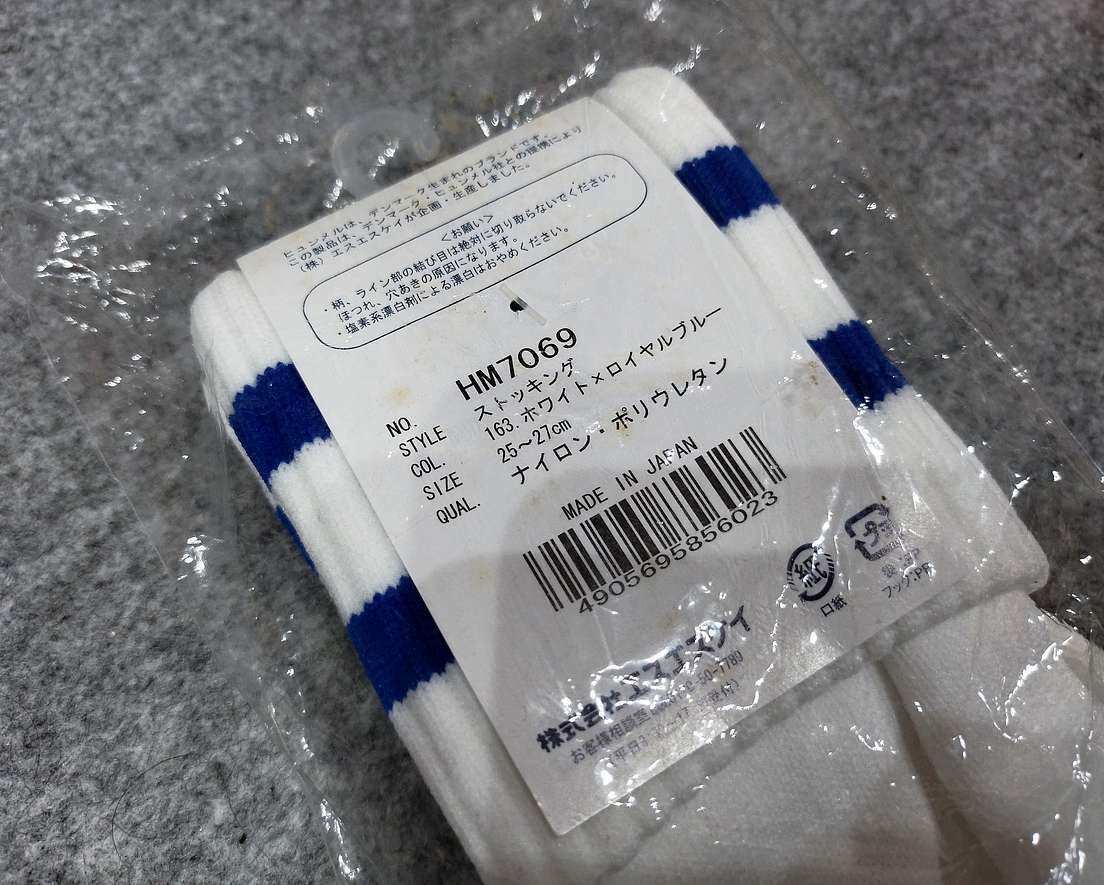 ヒュンメルは、デンマーク生まれのブランドです。
この製品は、デンマーク・ヒュンメル社との提携により
(株)エスエスケイが企画・生産しました。
<お願い>
・柄、ライン部の結び目は絶対に切り取らないでください。
ほつれ、穴あきの原因になります。
・塩素系漂白剤による漂白はおやめください。
NO. HM7069
STYLE ストッキング
COL. 163.ホワイト×ロイヤルブルー
SIZE 25〜27cm
QUAL. ナイロン・ポリウレタン
MADE IN JAPAN
4905695856023
紙
プラ
口紙
フック:PP
株式会社エスエスケイ
お客様相談室